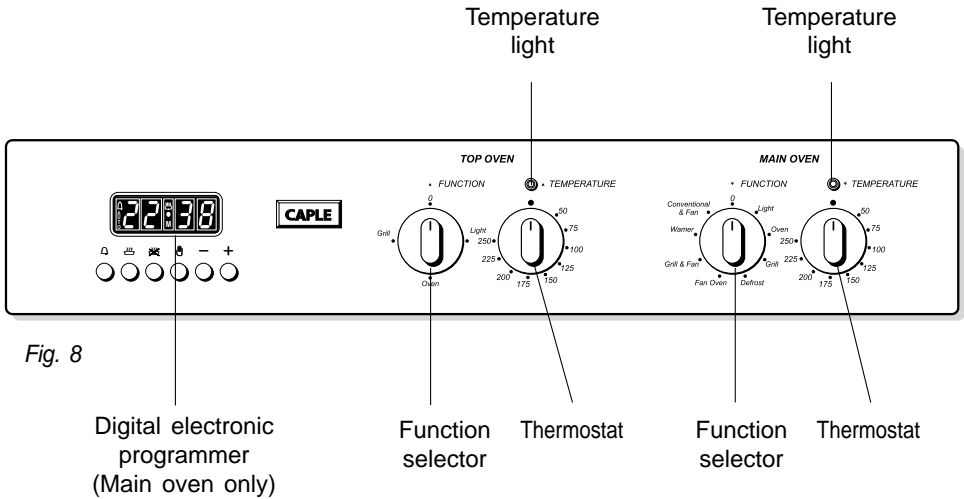 Temperature
light
Temperature
light
TOP OVEN
MAIN OVEN
FUNCTION
TEMPERATURE
FUNCTION
TEMPERATURE
22 38
M
CAPLE
0
Light
Oven
Grill
50
75
100
125
150
175
200
225
250
0
Light
Oven
Grill
Defrost
Fan Oven
Grill & Fan
Warner
Conventional
& Fan
50
75
100
125
150
175
200
225
250
Fig. 8
Digital electronic
programmer
(Main oven only)
Function
selector
Thermostat
Function
selector
Thermostat